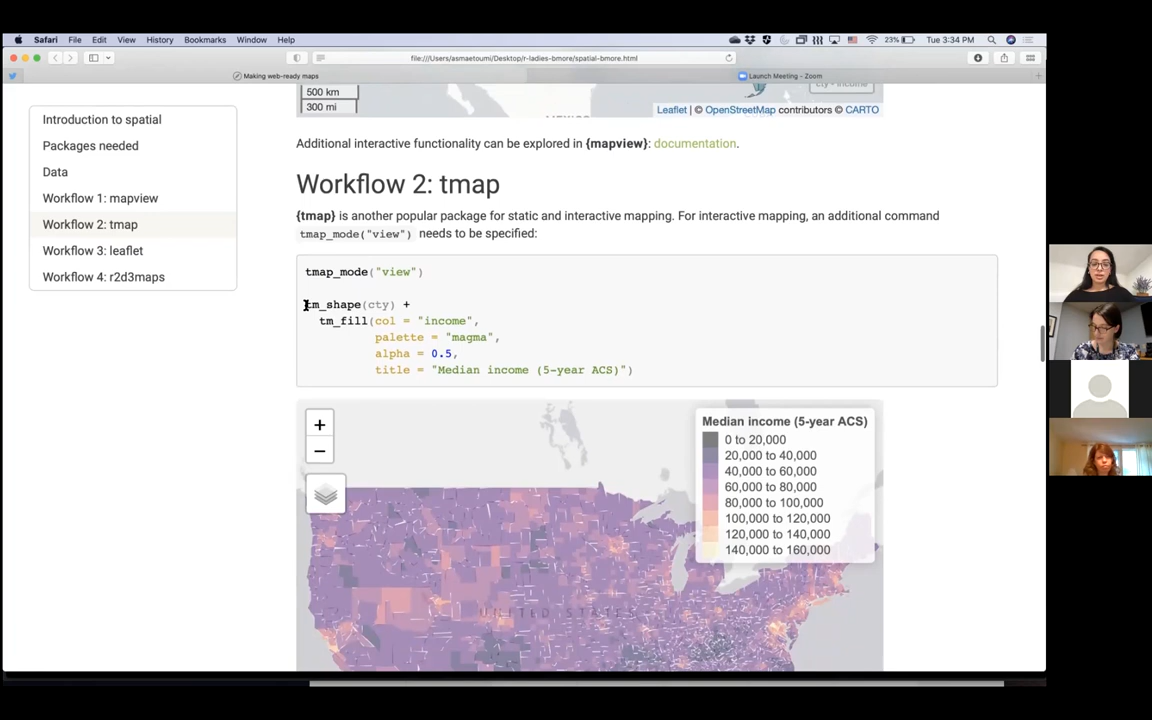 Safari File Edit View History Bookmarks Window Help
23% Tue 3:34 PM
file:///Users/asmaetoumi/Desktop/r-ladies-bmore/spatial-bmore.html
Making web-ready maps
Launch Meeting - Zoom
Introduction to spatial
Packages needed
Data
Workflow 1: mapview
Workflow 2: tmap
Workflow 3: leaflet
Workflow 4: r2d3maps
500 km
300 mi
cty - income
Leaflet | © OpenStreetMap contributors © CARTO
Additional interactive functionality can be explored in {mapview}: documentation.
Workflow 2: tmap
{tmap} is another popular package for static and interactive mapping. For interactive mapping, an additional command
tmap_mode("view") needs to be specified:
tmap_mode("view")
tm_shape(cty) +
tm_fill(col = "income",
palette = "magma",
alpha = 0.5,
title = "Median income (5-year ACS)")
+
−
Median income (5-year ACS)
0 to 20,000
20,000 to 40,000
40,000 to 60,000
60,000 to 80,000
80,000 to 100,000
100,000 to 120,000
120,000 to 140,000
140,000 to 160,000
UNITED STATES